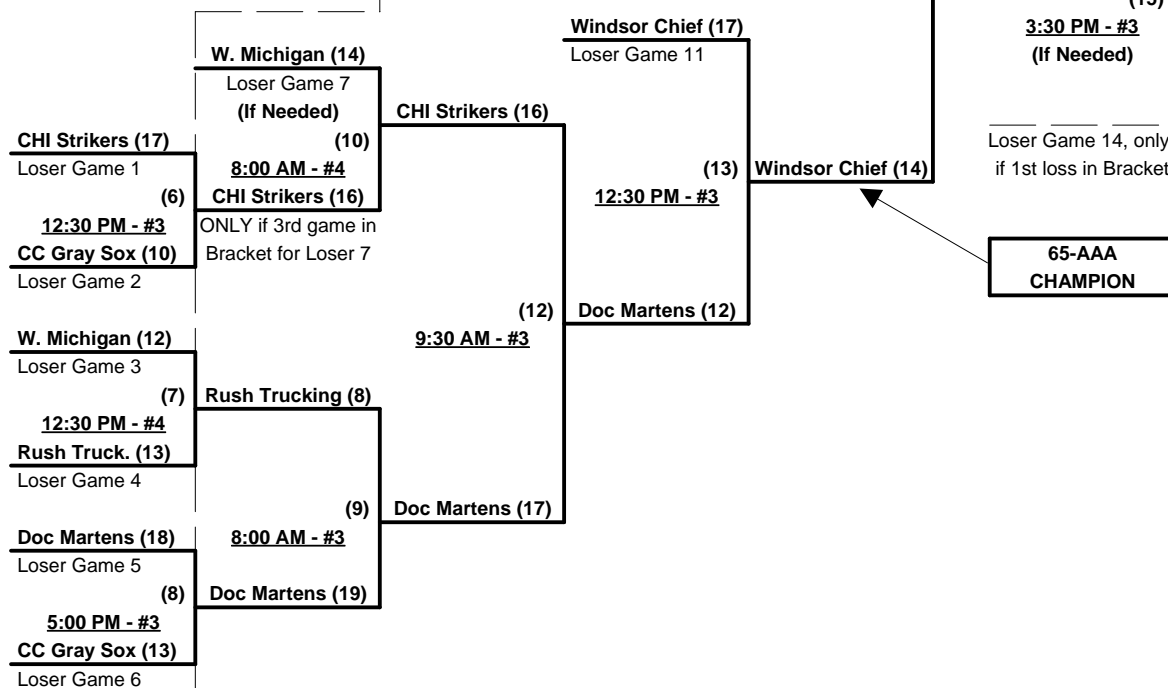 (15)
3:30 PM - #3
(If Needed)
Windsor Chief (17)
Loser Game 11
W. Michigan (14)
Loser Game 7
(If Needed)
CHI Strikers (16)
(10)
8:00 AM - #4
CHI Strikers (17)
Loser Game 1
(6)
12:30 PM - #3
CC Gray Sox (10)
Loser Game 2
CHI Strikers (16)
ONLY if 3rd game in
Bracket for Loser 7
(13)
12:30 PM - #3
Windsor Chief (14)
Loser Game 14, only
if 1st loss in Bracket
65-AAA
CHAMPION
(12)
9:30 AM - #3
Doc Martens (12)
W. Michigan (12)
Loser Game 3
(7)
12:30 PM - #4
Rush Truck. (13)
Loser Game 4
Rush Trucking (8)
(9)
8:00 AM - #3
Doc Martens (17)
Doc Martens (18)
Loser Game 5
(8)
5:00 PM - #3
CC Gray Sox (13)
Loser Game 6
Doc Martens (19)